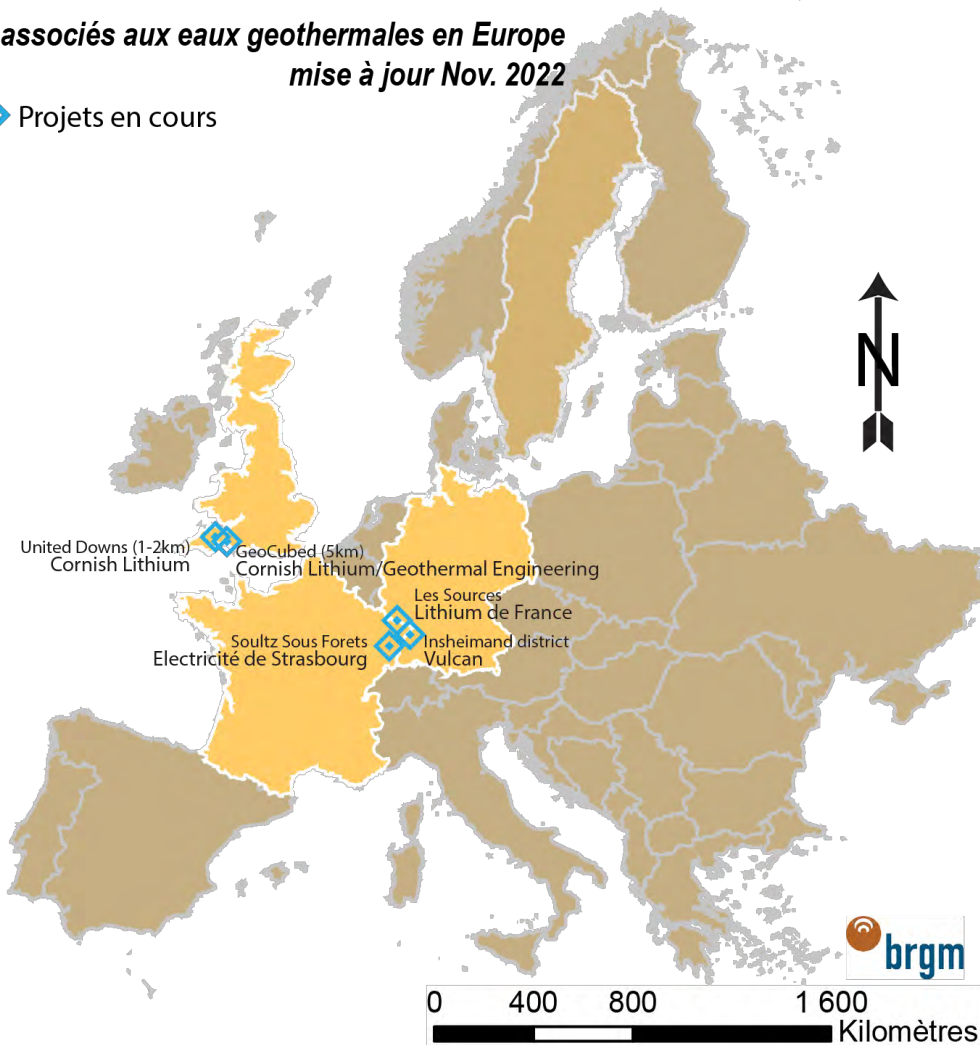 associés aux eaux geothermales en Europe
mise à jour Nov. 2022
Projets en cours
N
United Downs (1-2km)
Cornish Lithium
GeoCubed (5km)
Cornish Lithium/Geothermal Engineering
Les Sources
Lithium de France
Soultz Sous Forets
Electricité de Strasbourg
Insheimand district
Vulcan
brgm
0 400 800 1 600
Kilomètres